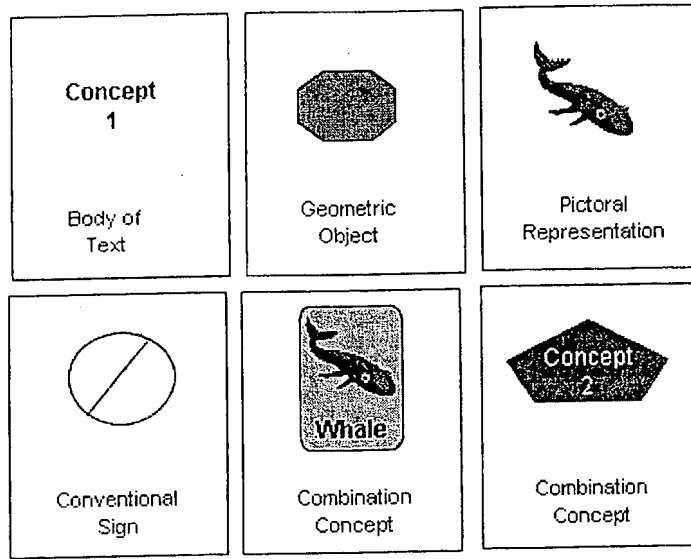 Concept
1
Body of
Text
Geometric
Object
Pictoral
Representation
Conventional
Sign
Whale
Combination
Concept
Concept
2
Combination
Concept